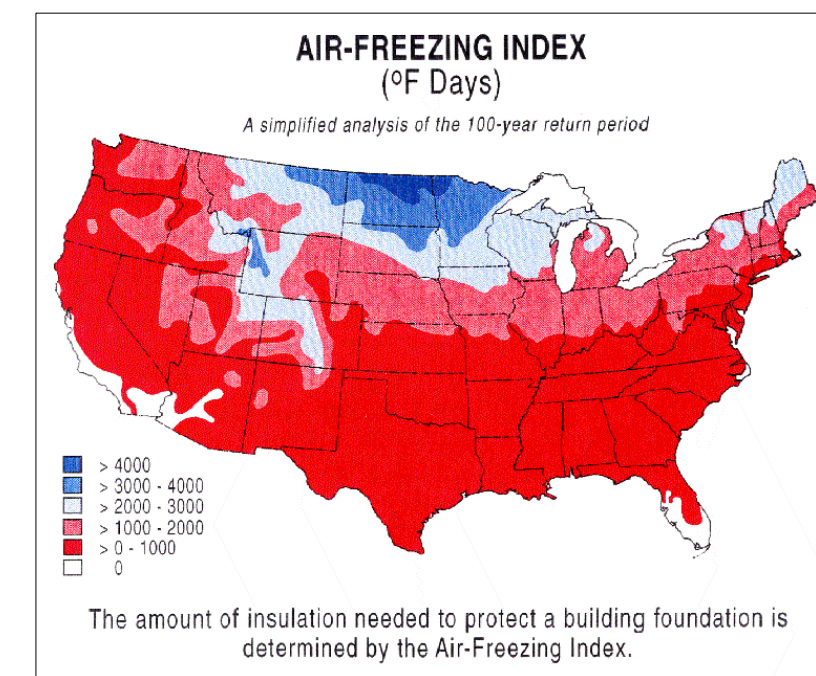 AIR-FREEZING INDEX
(ºF Days)
A simplified analysis of the 100-year return period
> 4000
> 3000 - 4000
> 2000 - 3000
> 1000 - 2000
> 0 - 1000
0
The amount of insulation needed to protect a building foundation is
determined by the Air-Freezing Index.